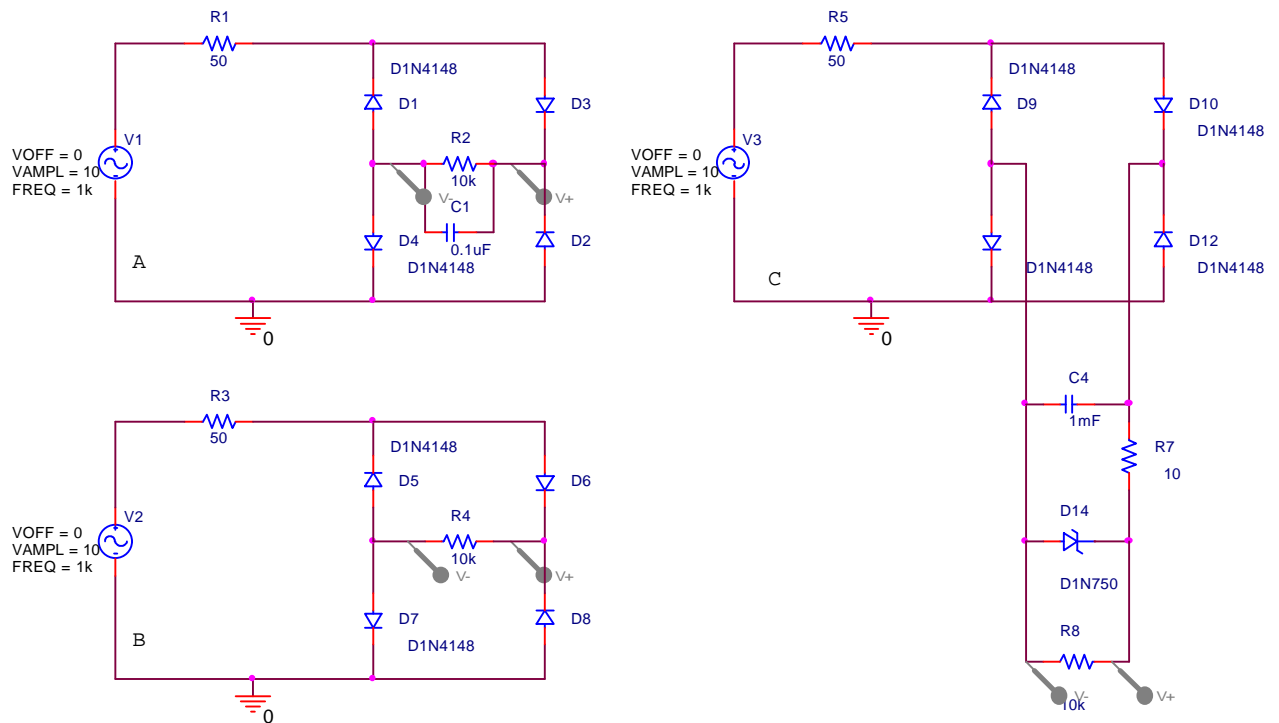 R1
50
D1N4148
D1
D3
V1
VOFF = 0
VAMPL = 10
FREQ = 1k
R2
10k
V-
V+
C1
0.1uF
D4
D1N4148
D2
A
0
R3
50
D1N4148
D5
D6
V2
VOFF = 0
VAMPL = 10
FREQ = 1k
R4
10k
V-
V+
D7
D1N4148
D8
B
0
R5
50
D1N4148
D9
D10
D1N4148
V3
VOFF = 0
VAMPL = 10
FREQ = 1k
D12
D1N4148
D1N4148
C
0
C4
1mF
R7
10
D14
D1N750
R8
10k
V-
V+